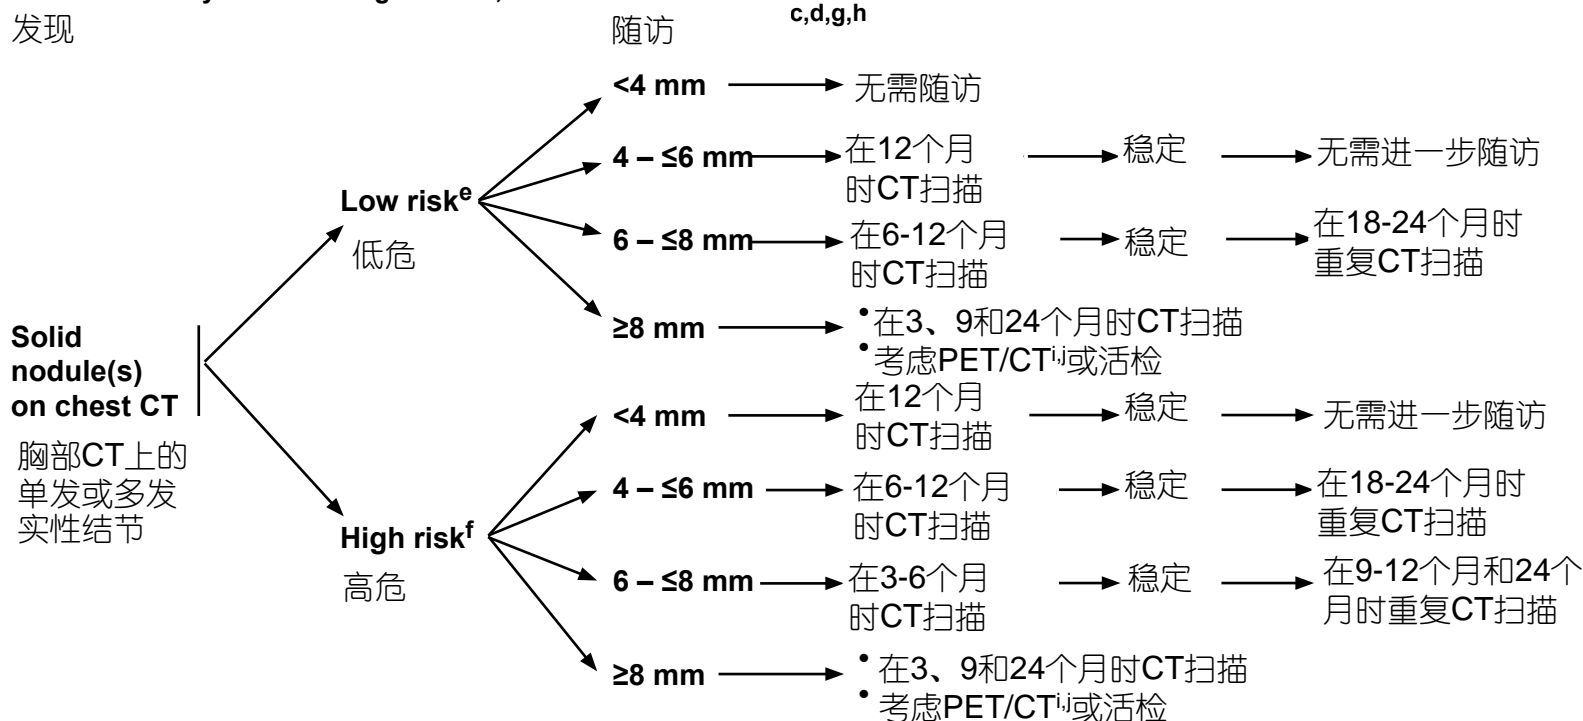 发现
随访
c,d,g,h
<4 mm
无需随访
4 – ≤6 mm
在12个月
时CT扫描
稳定
无需进一步随访
Low risk^e
低危
6 – ≤8 mm
在6-12个月
时CT扫描
稳定
在18-24个月时
重复CT扫描
≥8 mm
•在3、9和24个月时CT扫描
•考虑PET/CT^i,j或活检
Solid
nodule(s)
on chest CT
胸部CT上的
单发或多发
实性结节
<4 mm
在12个月
时CT扫描
稳定
无需进一步随访
4 – ≤6 mm
在6-12个月
时CT扫描
稳定
在18-24个月时
重复CT扫描
High risk^f
高危
6 – ≤8 mm
在3-6个月
时CT扫描
稳定
在9-12个月和24个
月时重复CT扫描
≥8 mm
• 在3、9和24个月时CT扫描
• 考虑PET/CT^i,j或活检